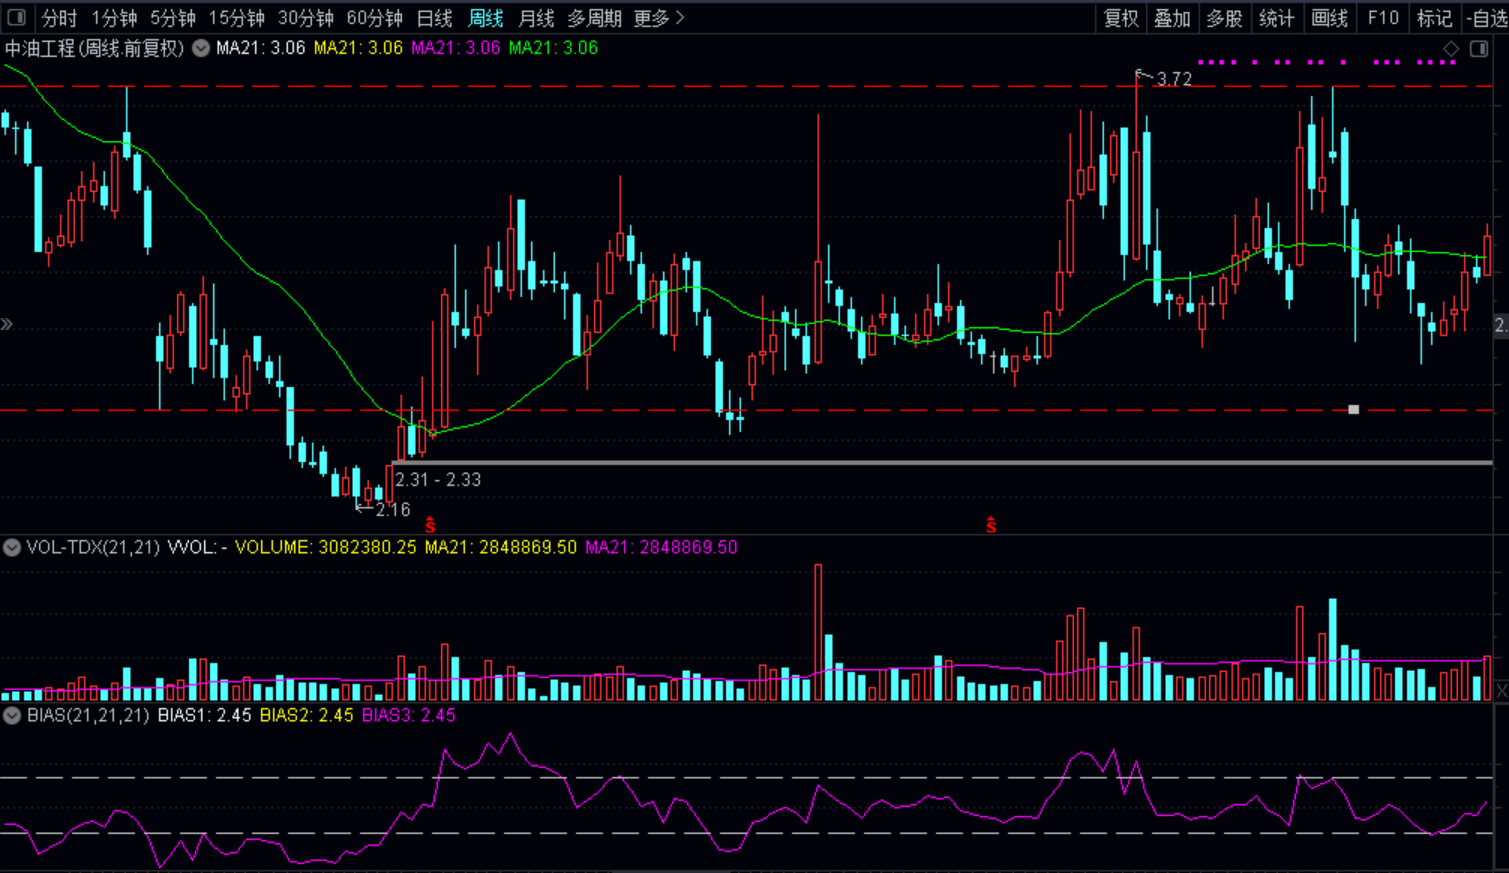 分时 1分钟 5分钟 15分钟 30分钟 60分钟 日线 周线 月线 多周期 更多 复权 叠加 多股 统计 画线 F10 标记 -自选
中油工程(周线.前复权) MA21: 3.06 MA21: 3.06 MA21: 3.06 MA21: 3.06
3.72
2.
2.31 - 2.33
2.16
S S
VOL-TDX(21,21) VVOL: - VOLUME: 3082380.25 MA21: 2848869.50 MA21: 2848869.50
X
BIAS(21,21,21) BIAS1: 2.45 BIAS2: 2.45 BIAS3: 2.45